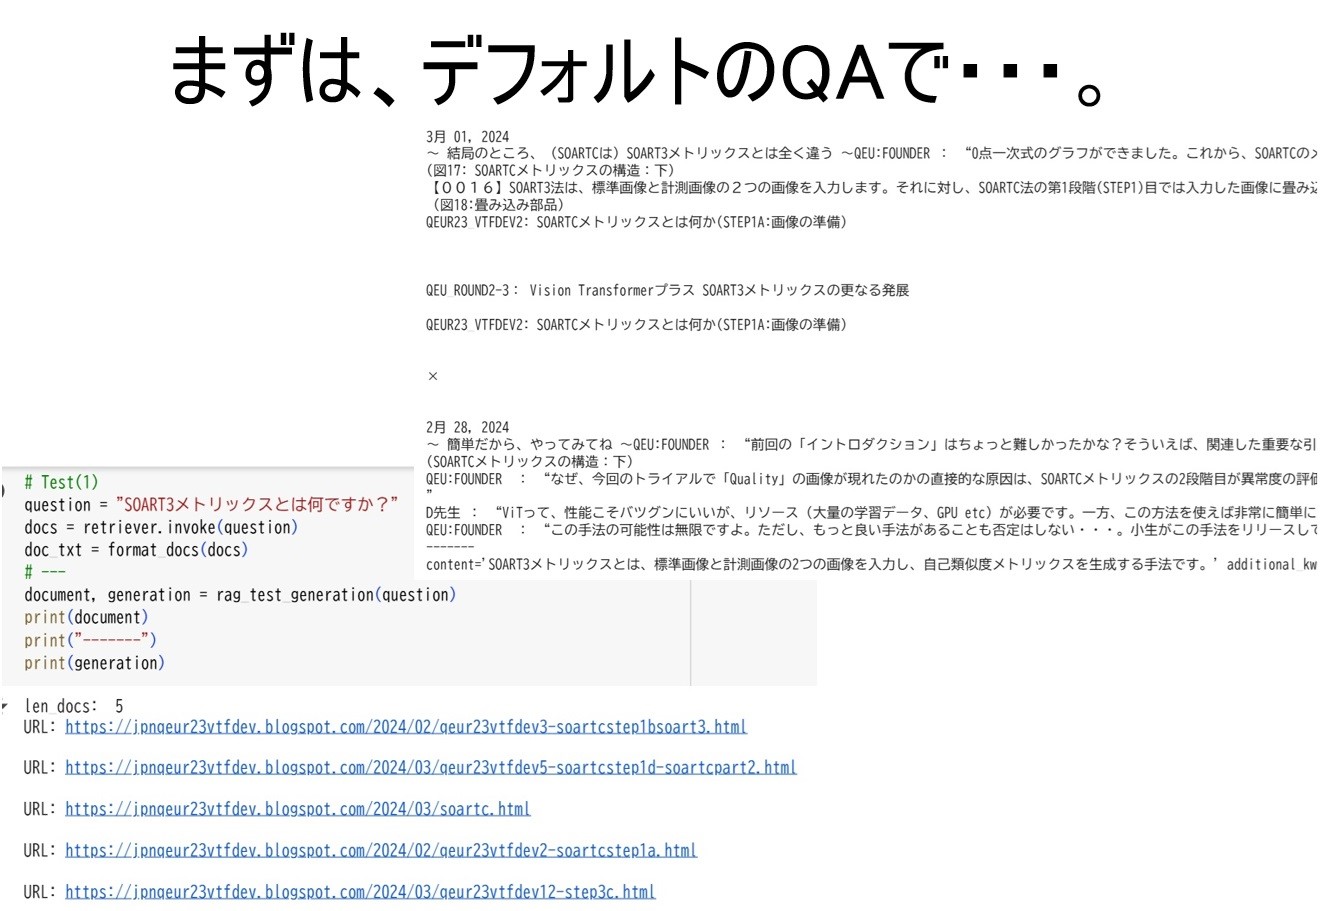 まずは、デフォルトのQAで・・・。
3月 01, 2024
～ 結局のところ、（SOARTCは）SOART3メトリックスとは全く違う ～QEU:FOUNDER ： “0点一次式のグラフができました。これから、SOARTCのメ
(図17: SOARTCメトリックスの構造：下)
【００１６】SOART3法は、標準画像と計測画像の２つの画像を入力します。それに対し、SOARTC法の第1段階(STEP1)目では入力した画像に畳み込
(図18:畳み込み部品)
QEUR23_VTFDEV2: SOARTCメトリックスとは何か(STEP1A:画像の準備)
QEU_ROUND2-3： Vision Transformerプラス SOART3メトリックスの更なる発展
QEUR23_VTFDEV2: SOARTCメトリックスとは何か(STEP1A:画像の準備)
×
2月 28, 2024
～ 簡単だから、やってみてね ～QEU:FOUNDER ： “前回の「イントロダクション」はちょっと難しかったかな？そういえば、関連した重要な引
(SOARTCメトリックスの構造：下)
QEU:FOUNDER ： “なぜ、今回のトライアルで「Quality」の画像が現れたのかの直接的な原因は、SOARTCメトリックスの2段階目が異常度の評価
”
D先生 ： “ViTって、性能こそバツグンにいいが、リソース（大量の学習データ、GPU etc）が必要です。一方、この方法を使えば非常に簡単に
QEU:FOUNDER ： “この手法の可能性は無限ですよ。ただし、もっと良い手法があることも否定はしない・・・。小生がこの手法をリリースして
-------
content='SOART3メトリックスとは、標準画像と計測画像の2つの画像を入力し、自己類似度メトリックスを生成する手法です。' additional_kw
# Test(1)
question = "SOART3メトリックスとは何ですか？"
docs = retriever.invoke(question)
doc_txt = format_docs(docs)
# ---
document, generation = rag_test_generation(question)
print(document)
print("-------")
print(generation)
len_docs: 5
URL: https://jpnqeur23vtfdev.blogspot.com/2024/02/qeur23vtfdev3-soartcstep1bsoart3.html
URL: https://jpnqeur23vtfdev.blogspot.com/2024/03/qeur23vtfdev5-soartcstep1d-soartcpart2.html
URL: https://jpnqeur23vtfdev.blogspot.com/2024/03/soartc.html
URL: https://jpnqeur23vtfdev.blogspot.com/2024/02/qeur23vtfdev2-soartcstep1a.html
URL: https://jpnqeur23vtfdev.blogspot.com/2024/03/qeur23vtfdev12-step3c.html